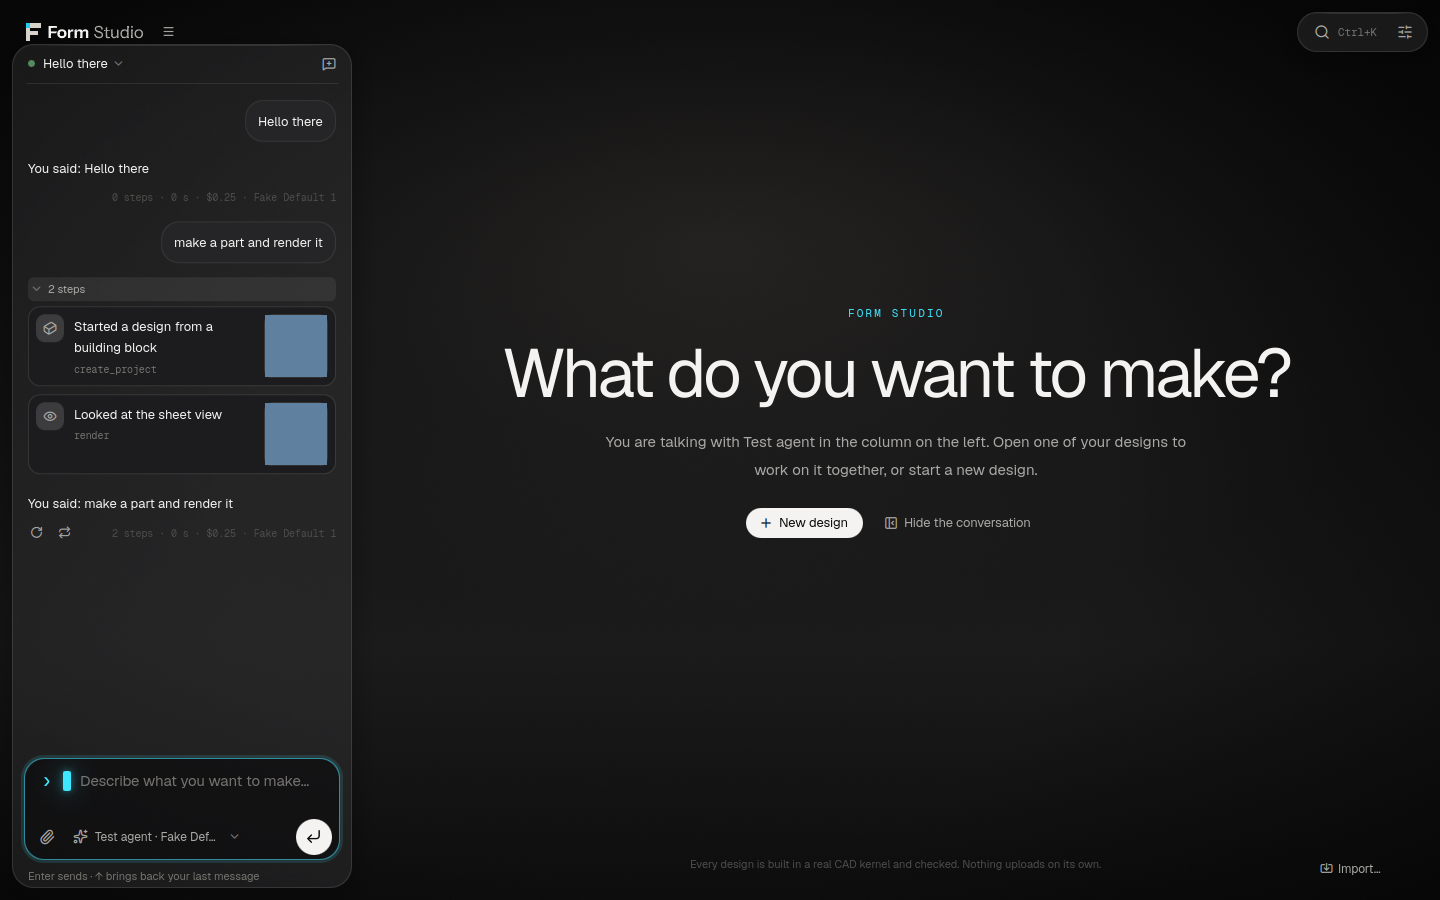 Form Studio
Ctrl+K
Hello there
Hello there
You said: Hello there
0 steps · 0 s · $0.25 · Fake Default 1
make a part and render it
2 steps
Started a design from a
building block
create_project
Looked at the sheet view
render
You said: make a part and render it
2 steps · 0 s · $0.25 · Fake Default 1
Describe what you want to make...
Test agent · Fake Def...
Enter sends · ↑ brings back your last message
FORM STUDIO
What do you want to make?
You are talking with Test agent in the column on the left. Open one of your designs to
work on it together, or start a new design.
New design
Hide the conversation
Every design is built in a real CAD kernel and checked. Nothing uploads on its own.
Import...